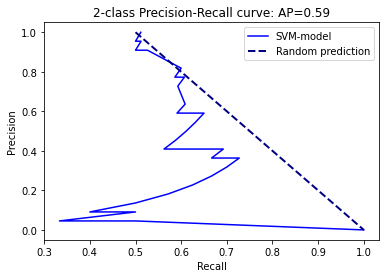 2-class Precision-Recall curve: AP=0.59
SVM-model
Random prediction
1.0
0.8
0.6
0.4
0.2
0.0
Precision
0.3
0.4
0.5
0.6
0.7
0.8
0.9
1.0
Recall